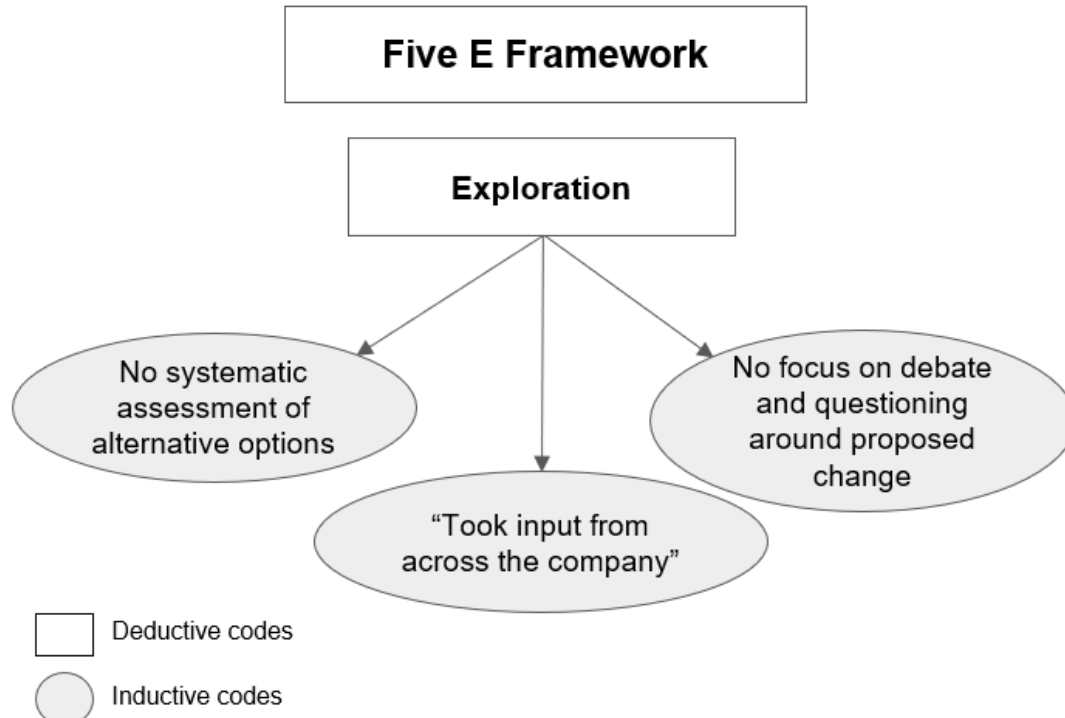 Five E Framework
Exploration
No systematic
assessment of
alternative options
“Took input from
across the company”
No focus on debate
and questioning
around proposed
change
Deductive codes
Inductive codes